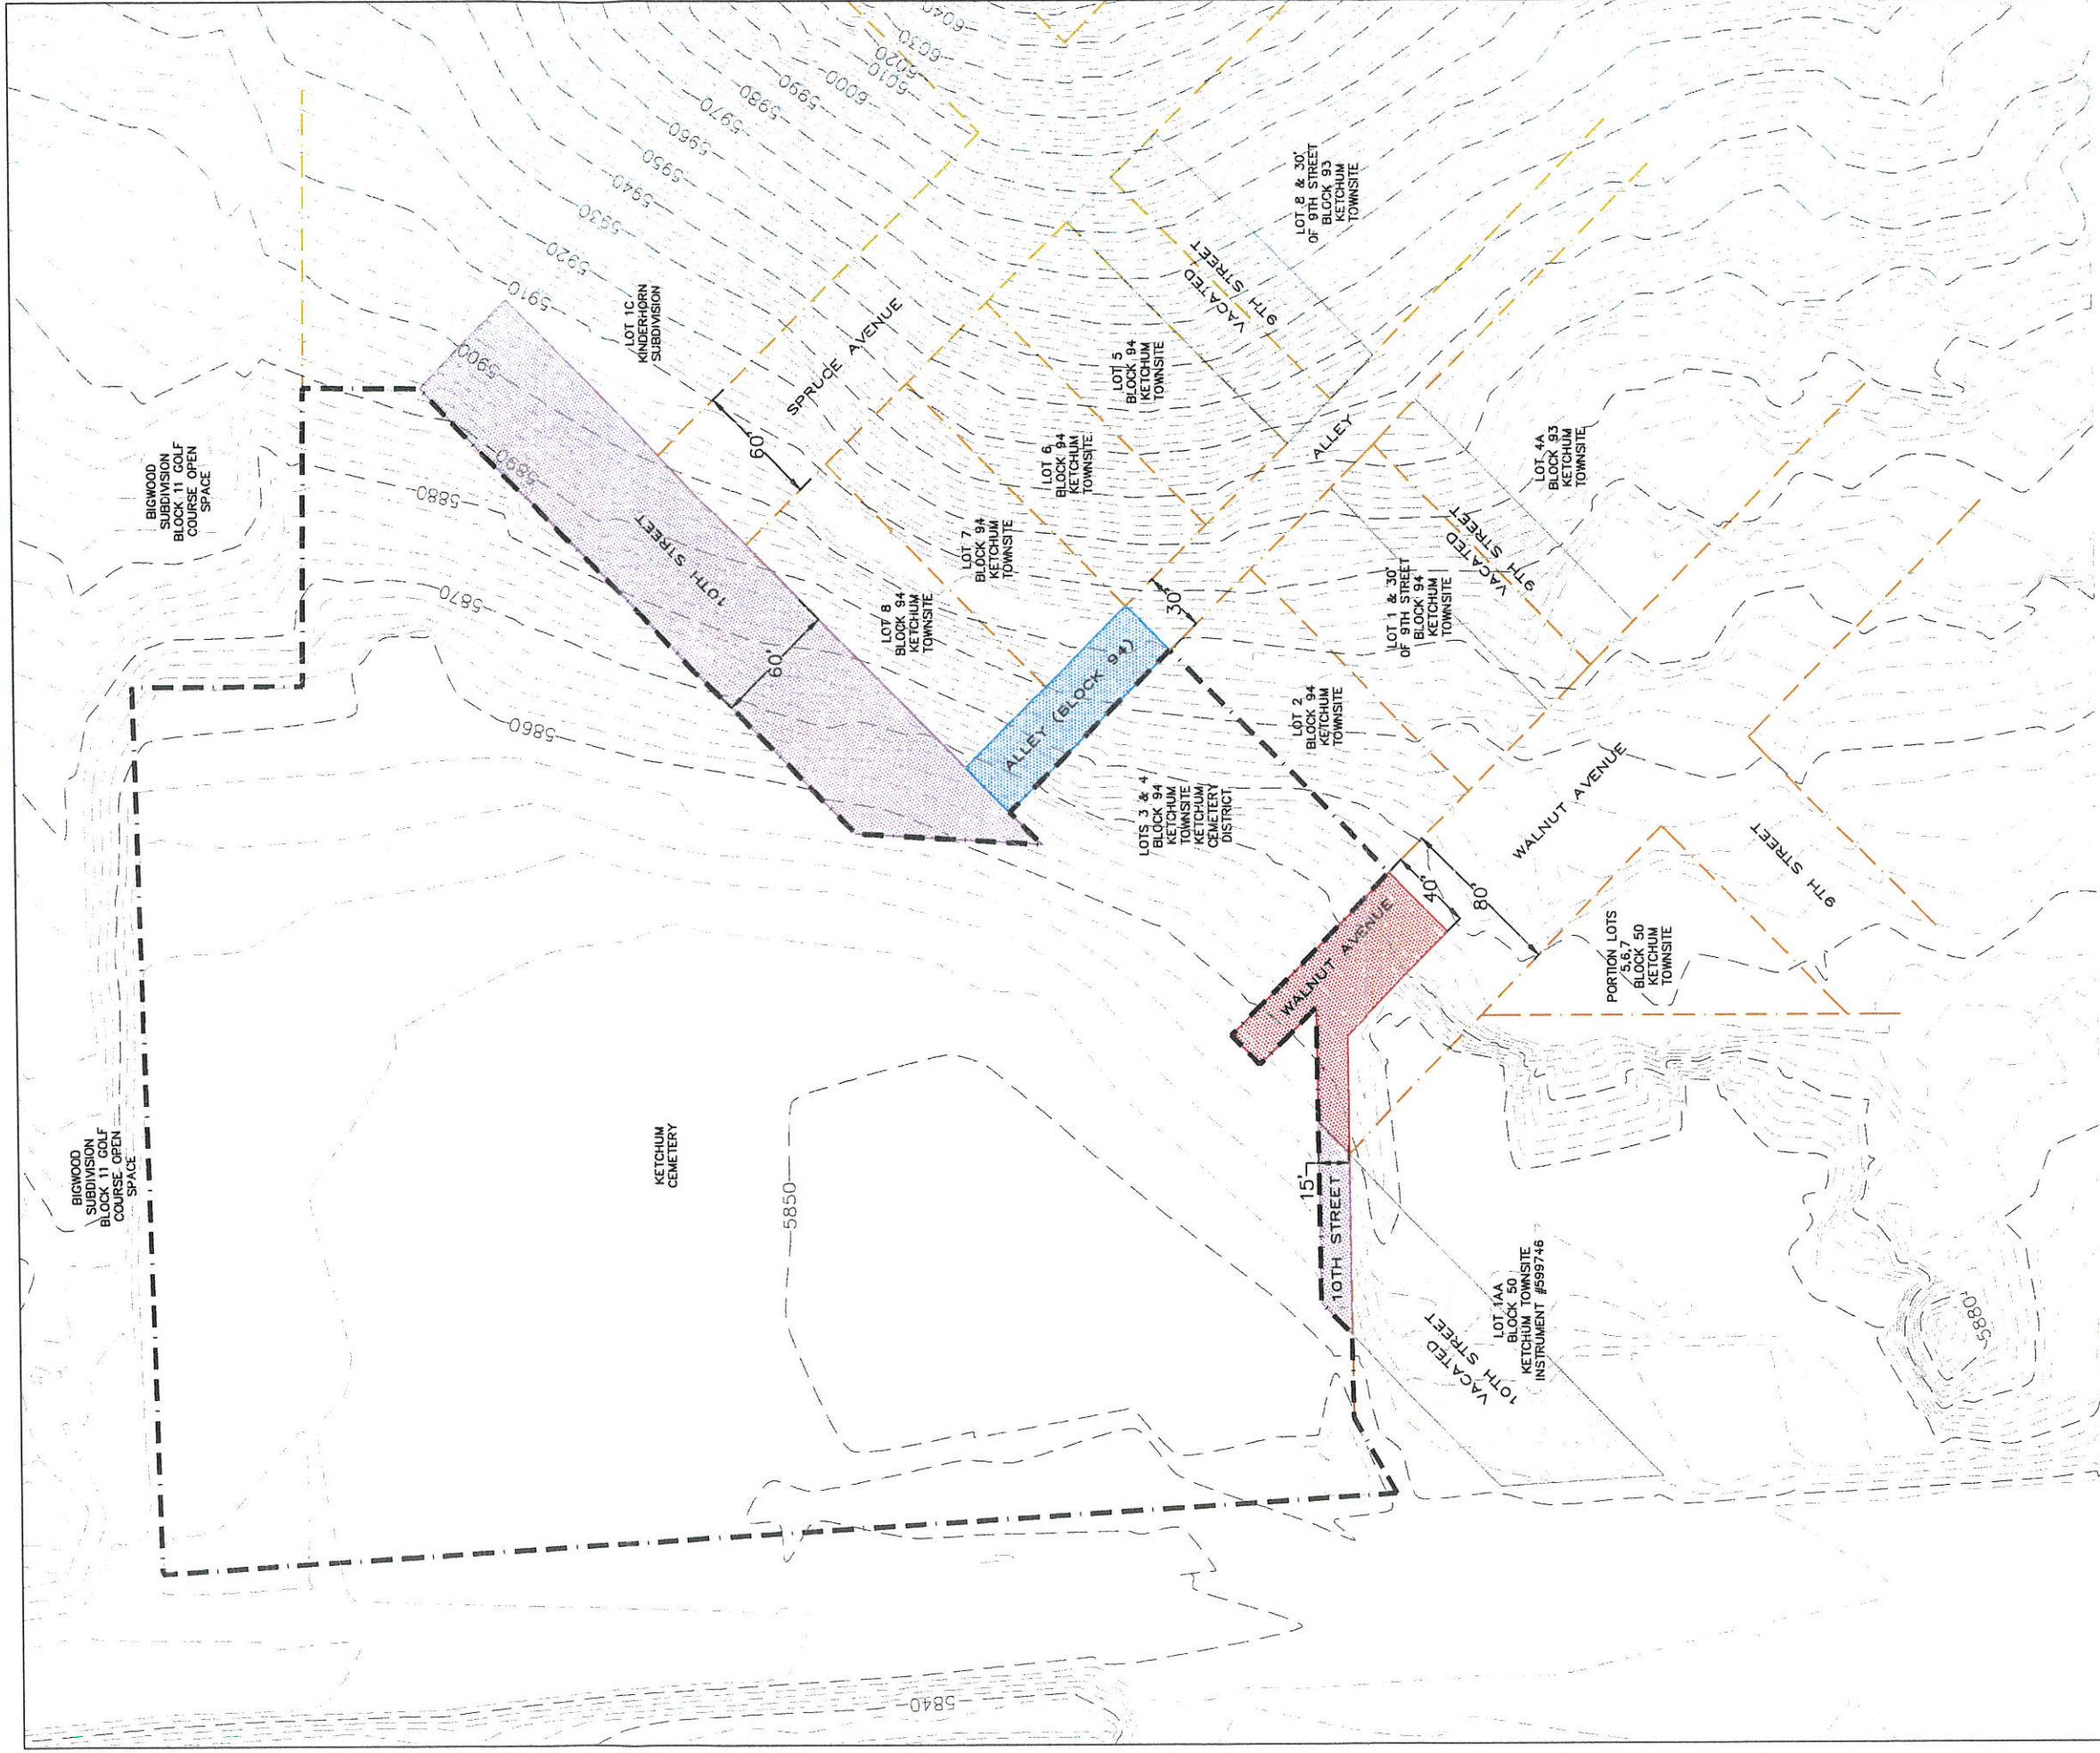 BIGWOOD
SUBDIVISION
BLOCK 11 GOLF
COURSE OPEN
SPACE
BIGWOOD
SUBDIVISION
BLOCK 11 GOLF
COURSE OPEN
SPACE
6040
6030
6020
6010
6000
5990
5980
5970
5960
5950
5940
5930
5920
5910
5900
5890
5880
5870
5860
5850
5840
5880
LOT 1C
KINDERHORN
SUBDIVISION
SPRUCE AVENUE
60'
10TH STREET
60'
LOT 8
BLOCK 94
KETCHUM
TOWNSITE
LOT 7
BLOCK 94
KETCHUM
TOWNSITE
LOT 6
BLOCK 94
KETCHUM
TOWNSITE
LOT 5
BLOCK 94
KETCHUM
TOWNSITE
VACATED
9TH STREET
LOT 8 & 30'
OF 9TH STREET
BLOCK 93
KETCHUM
TOWNSITE
ALLEY
ALLEY (BLOCK 94)
30'
LOT 4A
BLOCK 93
KETCHUM
TOWNSITE
VACATED
9TH STREET
LOT 1 & 30'
OF 9TH STREET
BLOCK 94
KETCHUM
TOWNSITE
LOT 2
BLOCK 94
KETCHUM
TOWNSITE
LOTS 3 & 4
BLOCK 94
KETCHUM
TOWNSITE
KETCHUM
CEMETERY
DISTRICT
WALNUT AVENUE
9TH STREET
WALNUT AVENUE
40'
80'
PORTION LOTS
5,6,7
BLOCK 50
KETCHUM
TOWNSITE
KETCHUM
CEMETERY
15'
10TH STREET
VACATED
10TH STREET
LOT 1AA
BLOCK 50
KETCHUM TOWNSITE
INSTRUMENT #599746